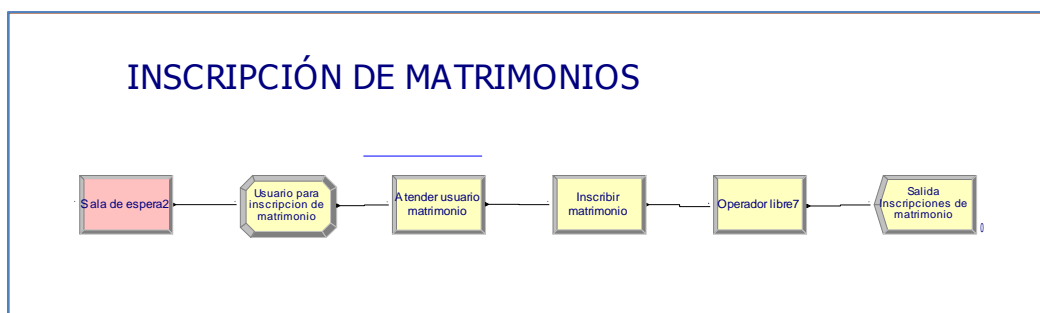 INSCRIPCIÓN DE MATRIMONIOS
Sala de espera2
Usuario para
inscripcion de
matrimonio
Atender usuario
matrimonio
Inscribir
matrimonio
Operador libre7
Salida
Inscripciones de
matrimonio
0